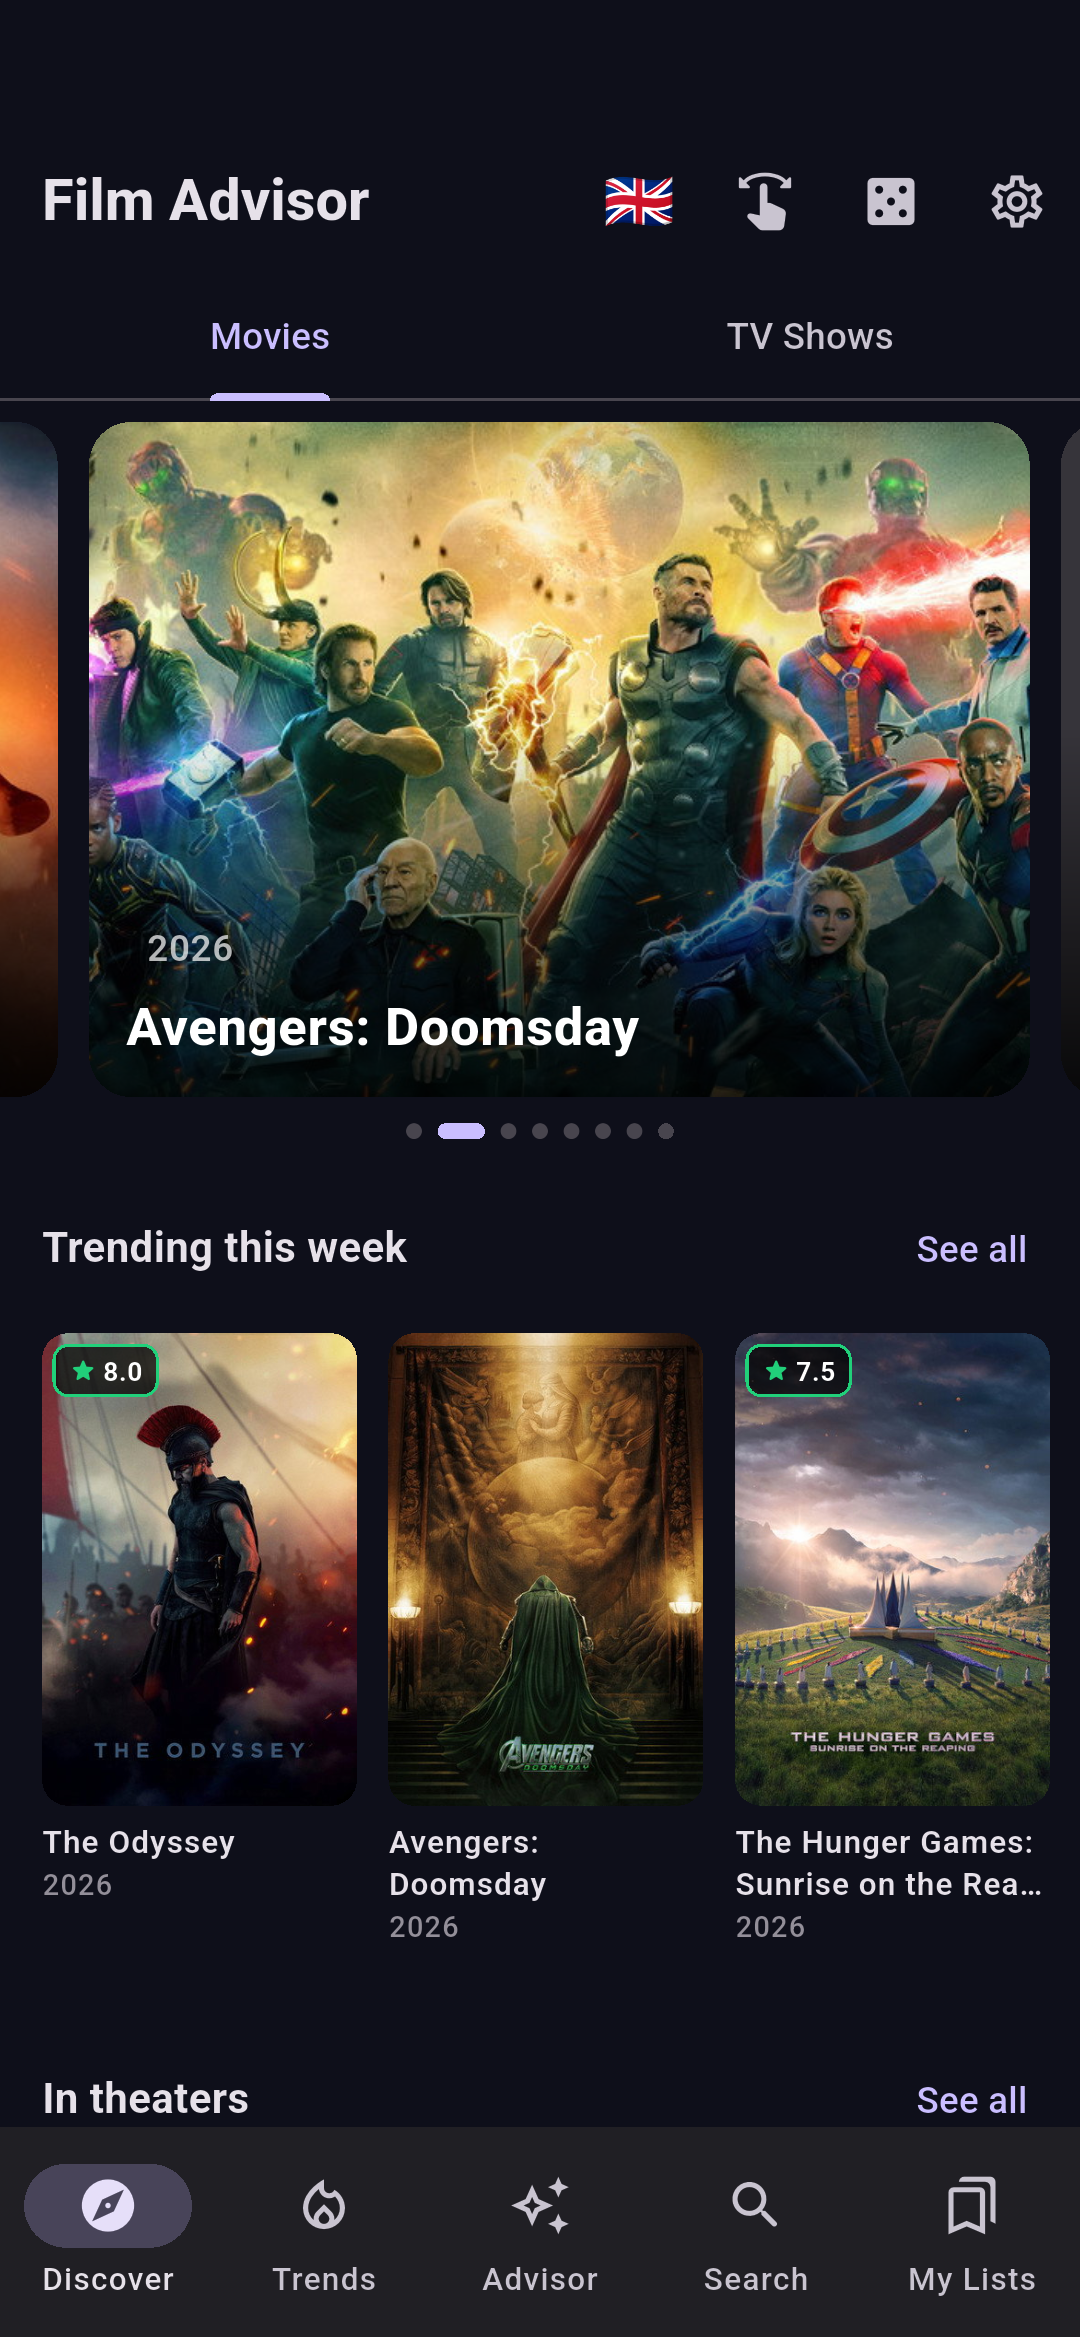 Film Advisor
Movies
TV Shows
2026
Avengers: Doomsday
Trending this week
See all
8.0
THE ODYSSEY
The Odyssey
2026
AVENGERS
DOOMSDAY
Avengers:
Doomsday
2026
7.5
THE HUNGER GAMES
SUNRISE ON THE REAPING
The Hunger Games:
Sunrise on the Rea...
2026
In theaters
See all
Discover
Trends
Advisor
Search
My Lists